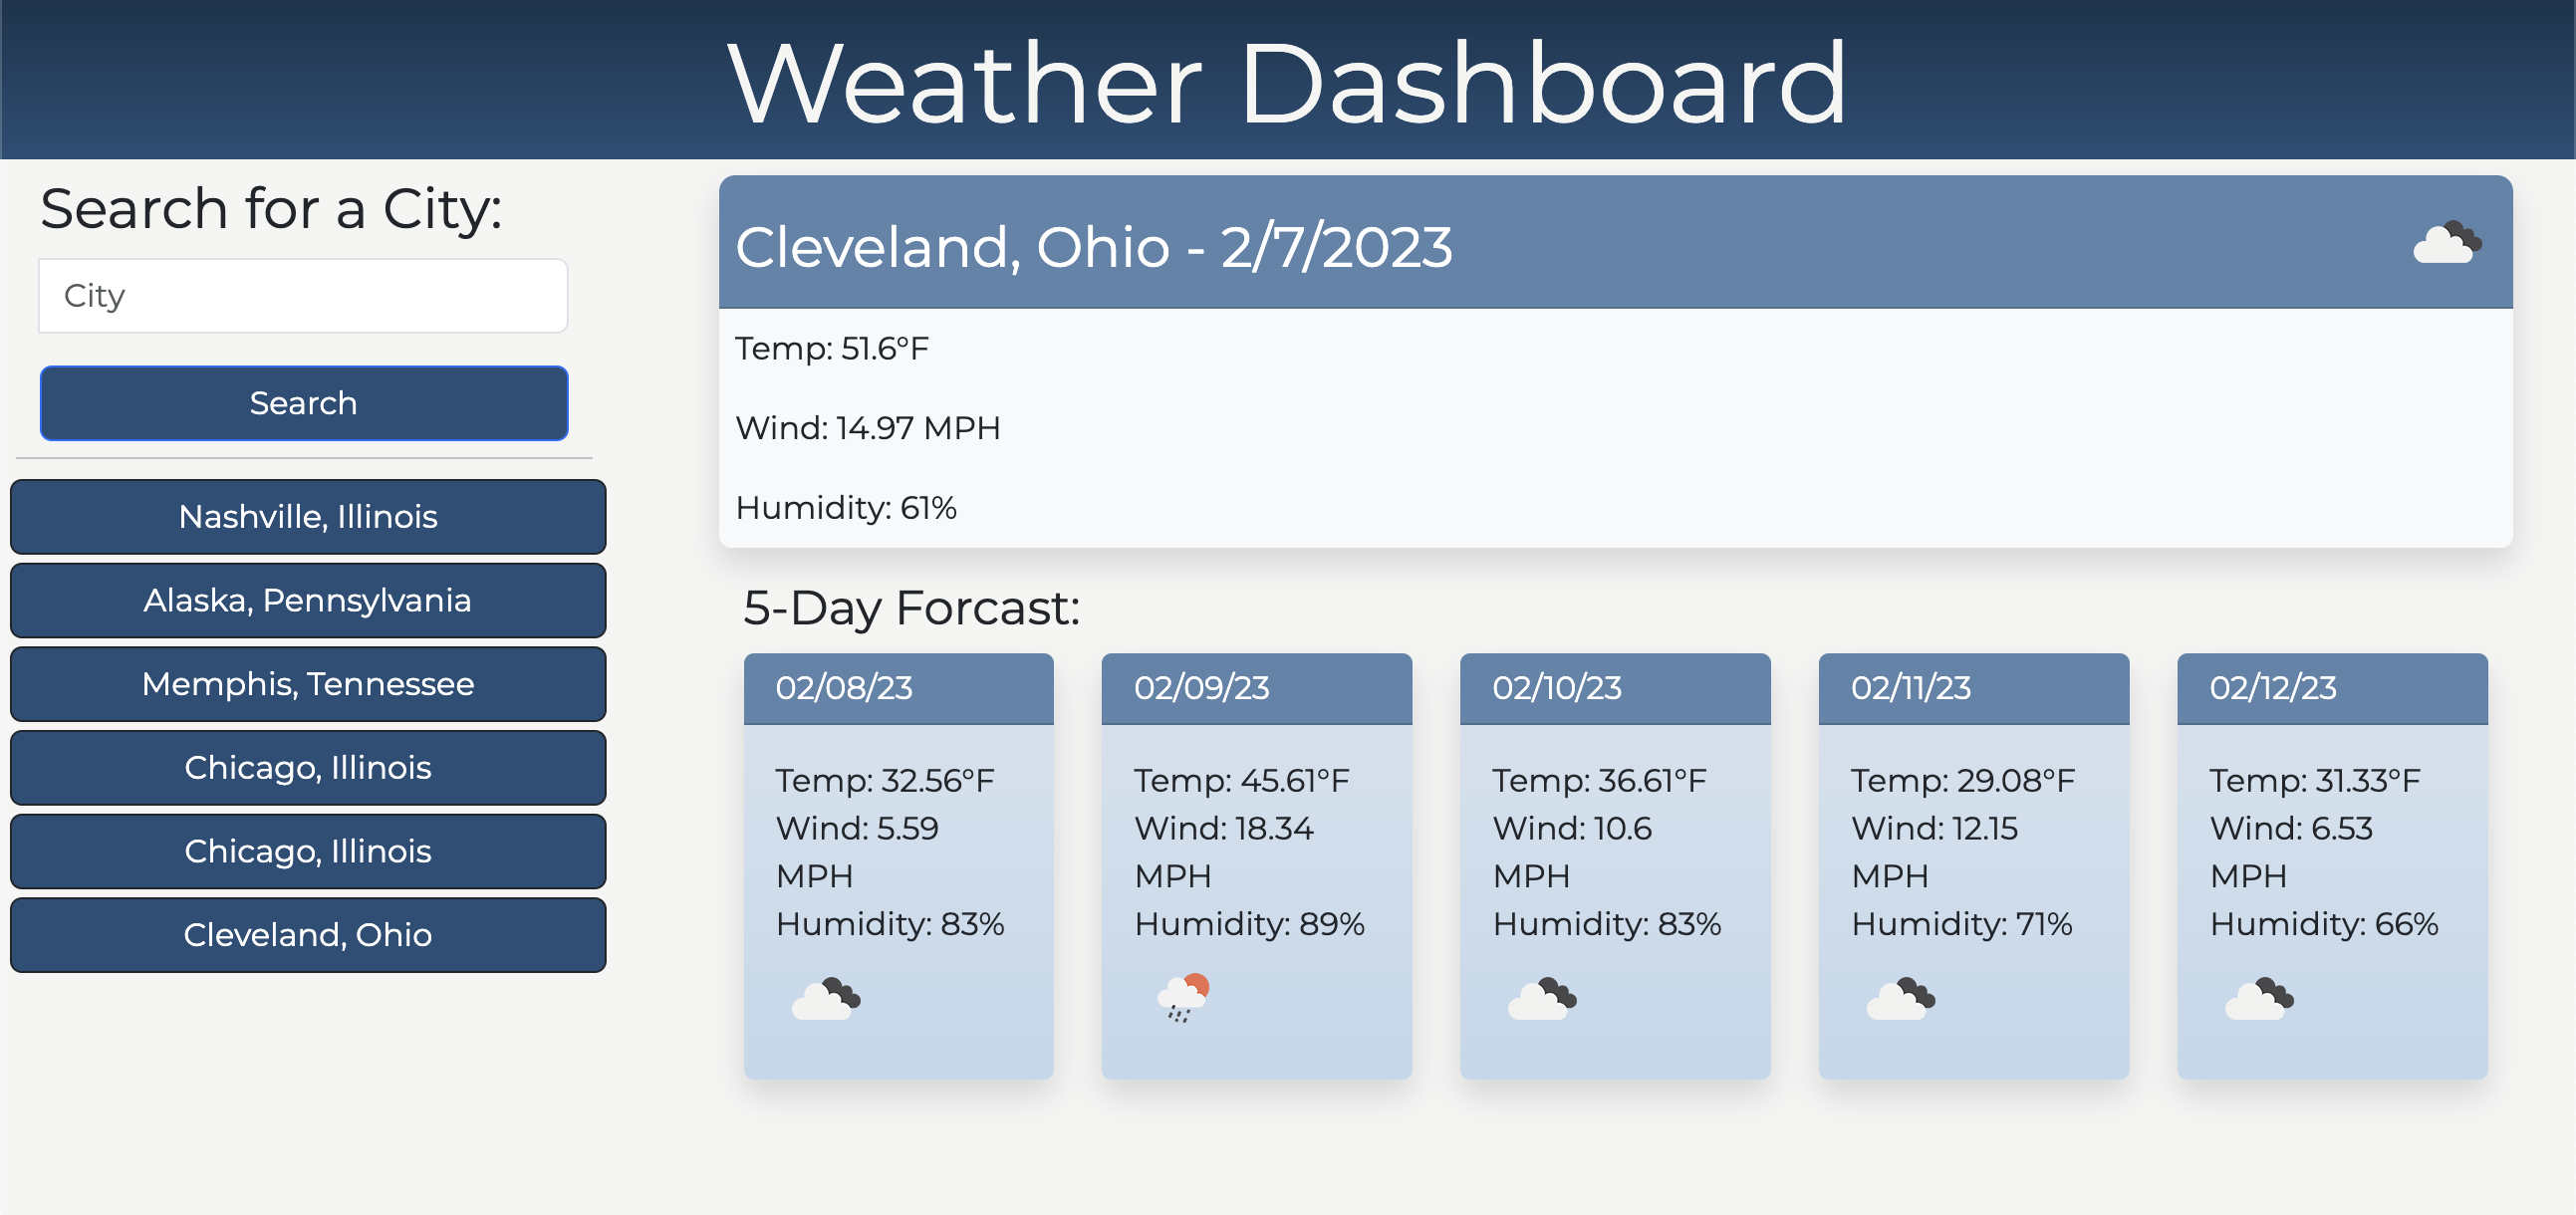 Weather Dashboard
Search for a City:
City
Search
Nashville, Illinois
Alaska, Pennsylvania
Memphis, Tennessee
Chicago, Illinois
Chicago, Illinois
Cleveland, Ohio
Cleveland, Ohio - 2/7/2023
Temp: 51.6°F
Wind: 14.97 MPH
Humidity: 61%
5-Day Forcast:
02/08/23
Temp: 32.56°F
Wind: 5.59
MPH
Humidity: 83%
02/09/23
Temp: 45.61°F
Wind: 18.34
MPH
Humidity: 89%
02/10/23
Temp: 36.61°F
Wind: 10.6
MPH
Humidity: 83%
02/11/23
Temp: 29.08°F
Wind: 12.15
MPH
Humidity: 71%
02/12/23
Temp: 31.33°F
Wind: 6.53
MPH
Humidity: 66%